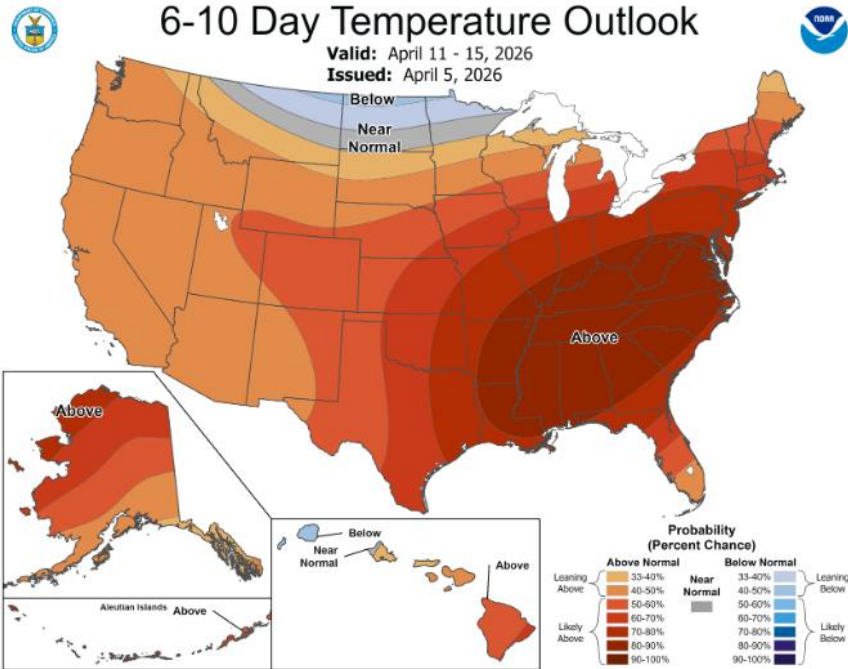 6-10 Day Temperature Outlook
Valid: April 11 - 15, 2026
Issued: April 5, 2026
NOAA
Below
Near
Normal
Above
Above
Aleutian Islands
Above
Below
Near
Normal
Above
Probability
(Percent Chance)
Above Normal
Below Normal
Leaning
Above
33-40%
40-50%
Likely
Above
50-60%
60-70%
70-80%
80-90%
90-100%
Near
Normal
33-40%
40-50%
Leaning
Below
50-60%
60-70%
70-80%
80-90%
90-100%
Likely
Below